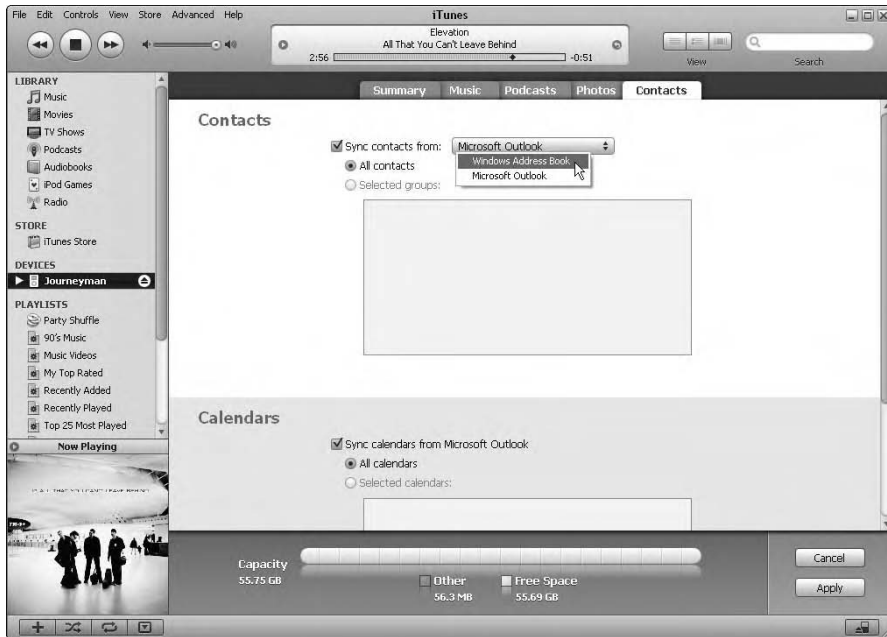 File Edit Controls View Store Advanced Help
iTunes
Elevation
All That You Can't Leave Behind
2:56
-0:51
View
Search
LIBRARY
Music
Movies
TV Shows
Podcasts
Audiobooks
iPod Games
Radio
STORE
iTunes Store
DEVICES
Journeyman
PLAYLISTS
Party Shuffle
90's Music
Music Videos
My Top Rated
Recently Added
Recently Played
Top 25 Most Played
Now Playing
Summary Music Podcasts Photos Contacts
Contacts
Sync contacts from: Microsoft Outlook
Windows Address Book
Microsoft Outlook
All contacts
Selected groups:
Calendars
Sync calendars from Microsoft Outlook
All calendars
Selected calendars:
Capacity
55.75 GB
Other
56.3 MB
Free Space
55.69 GB
Cancel
Apply